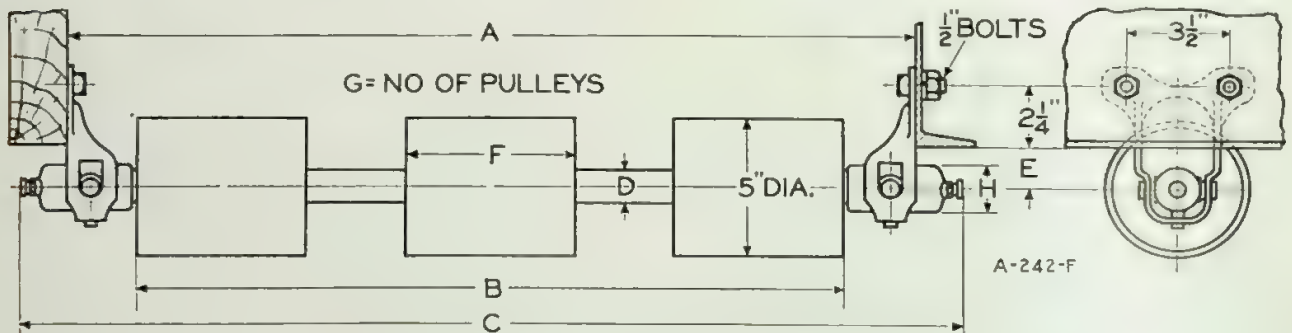 A
1/2" BOLTS
3 1/2"
G= NO OF PULLEYS
2 1/4"
F
D
5" DIA.
H
E
A-242-F
B
C